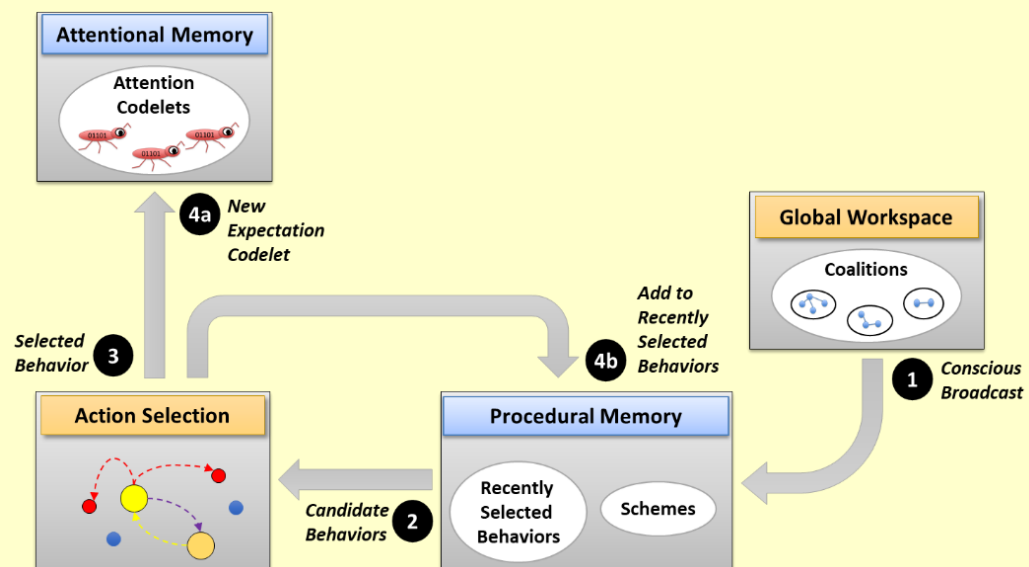 Attentional Memory
Attention
Codelets
01101
01101
01101
4a
New
Expectation
Codelet
Global Workspace
Coalitions
Selected
Behavior
3
Add to
Recently
Selected
Behaviors
4b
1
Conscious
Broadcast
Action Selection
Procedural Memory
Recently
Selected
Behaviors
Schemes
Candidate
Behaviors
2